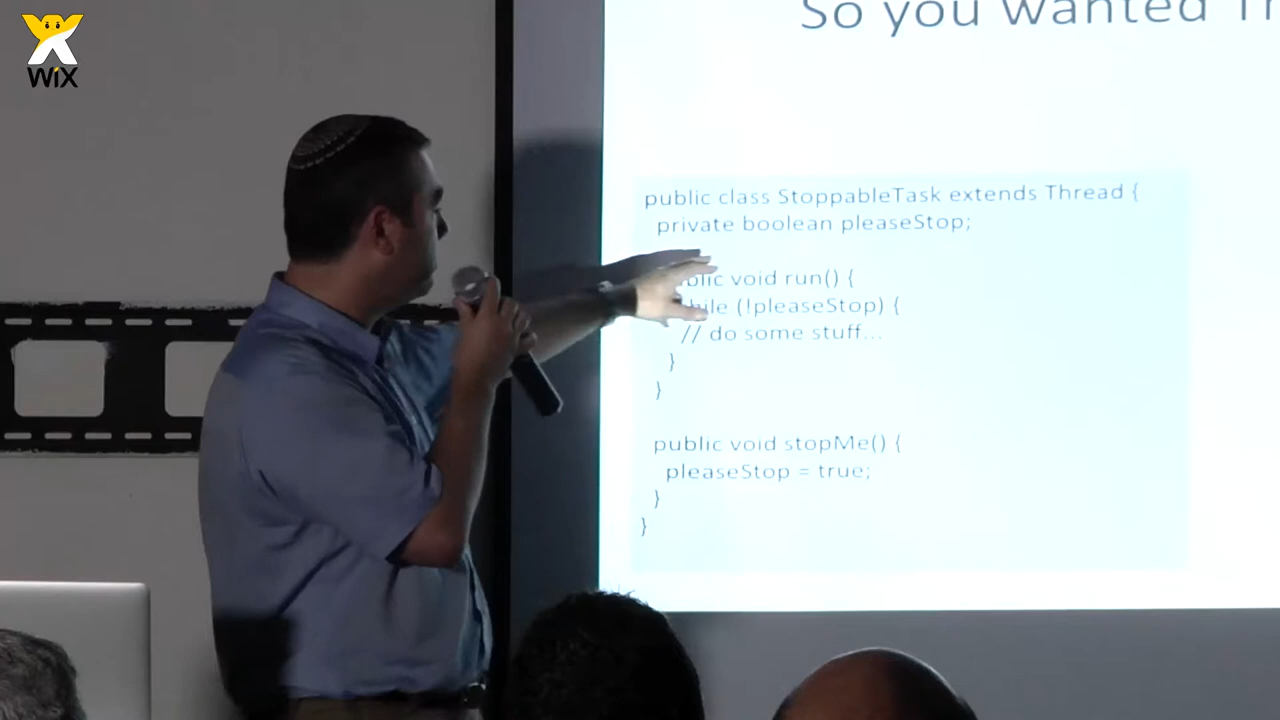 WiX
So you wanted
public class StoppableTask extends Thread {
private boolean pleaseStop;
void run() {
(!pleaseStop) {
// do some stuff...
}
}
public void stopMe() {
pleaseStop = true;
}
}